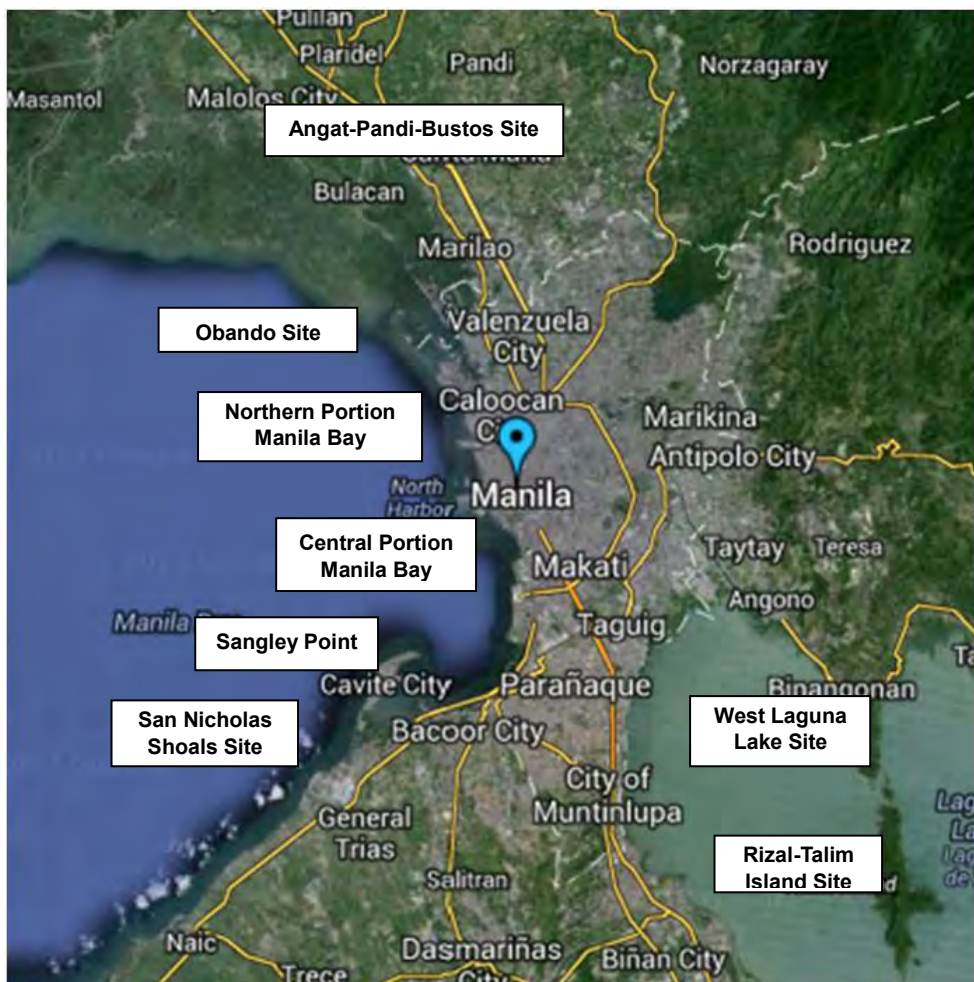 Pulilan
Plaridel
Pandi
Norzagaray
Masantol
Malolos City
Angat-Pandi-Bustos Site
Bulacan
Marilao
Rodriguez
Obando Site
Valenzuela
City
Northern Portion
Manila Bay
Caloocan
Marikina
Antipolo City
North
Harbor
Manila
Central Portion
Manila Bay
Makati
Taytay
Teresa
Angono
Manila
Taguig
Sangley Point
Cavite City
Parañaque
Binangonan
San Nicholas
Shoals Site
Bacoor City
West Laguna
Lake Site
City of
Muntinlupa
General
Trias
Rizal-Talim
Island Site
Salitran
Naic
Dasmariñas
City
Biñan City
Trece